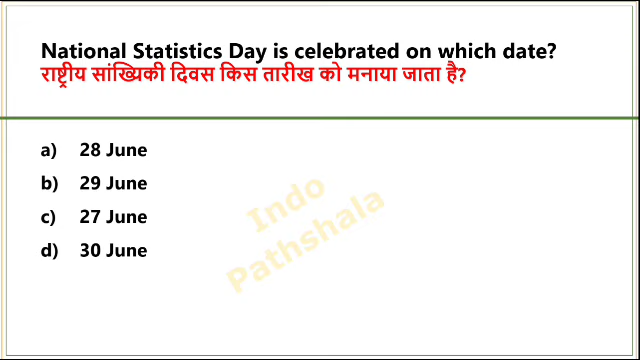 National Statistics Day is celebrated on which date?
राष्ट्रीय सांख्यिकी दिवस किस तारीख को मनाया जाता है?
a) 28 June
b) 29 June
c) 27 June
d) 30 June
Indo
Pathshala